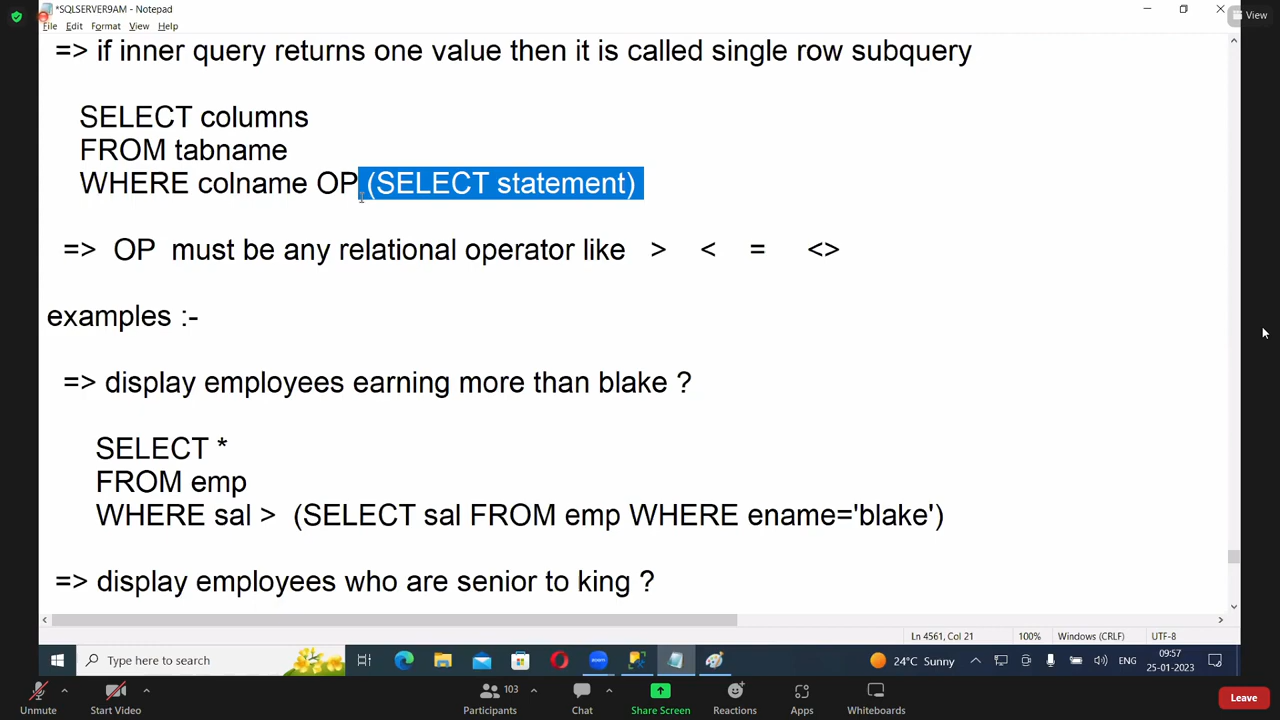 *SQLSERVER9AM - Notepad
File Edit Format View Help
View
=> if inner query returns one value then it is called single row subquery
SELECT columns
FROM tabname
WHERE colname OP (SELECT statement)
=> OP must be any relational operator like > < = <>
examples :-
=> display employees earning more than blake ?
SELECT *
FROM emp
WHERE sal > (SELECT sal FROM emp WHERE ename='blake')
=> display employees who are senior to king ?
Ln 4561, Col 21 100% Windows (CRLF) UTF-8
Type here to search
zoom
24°C Sunny
ENG
09:57
25-01-2023
Unmute
Start Video
103
Participants
Chat
Share Screen
Reactions
Apps
Whiteboards
Leave